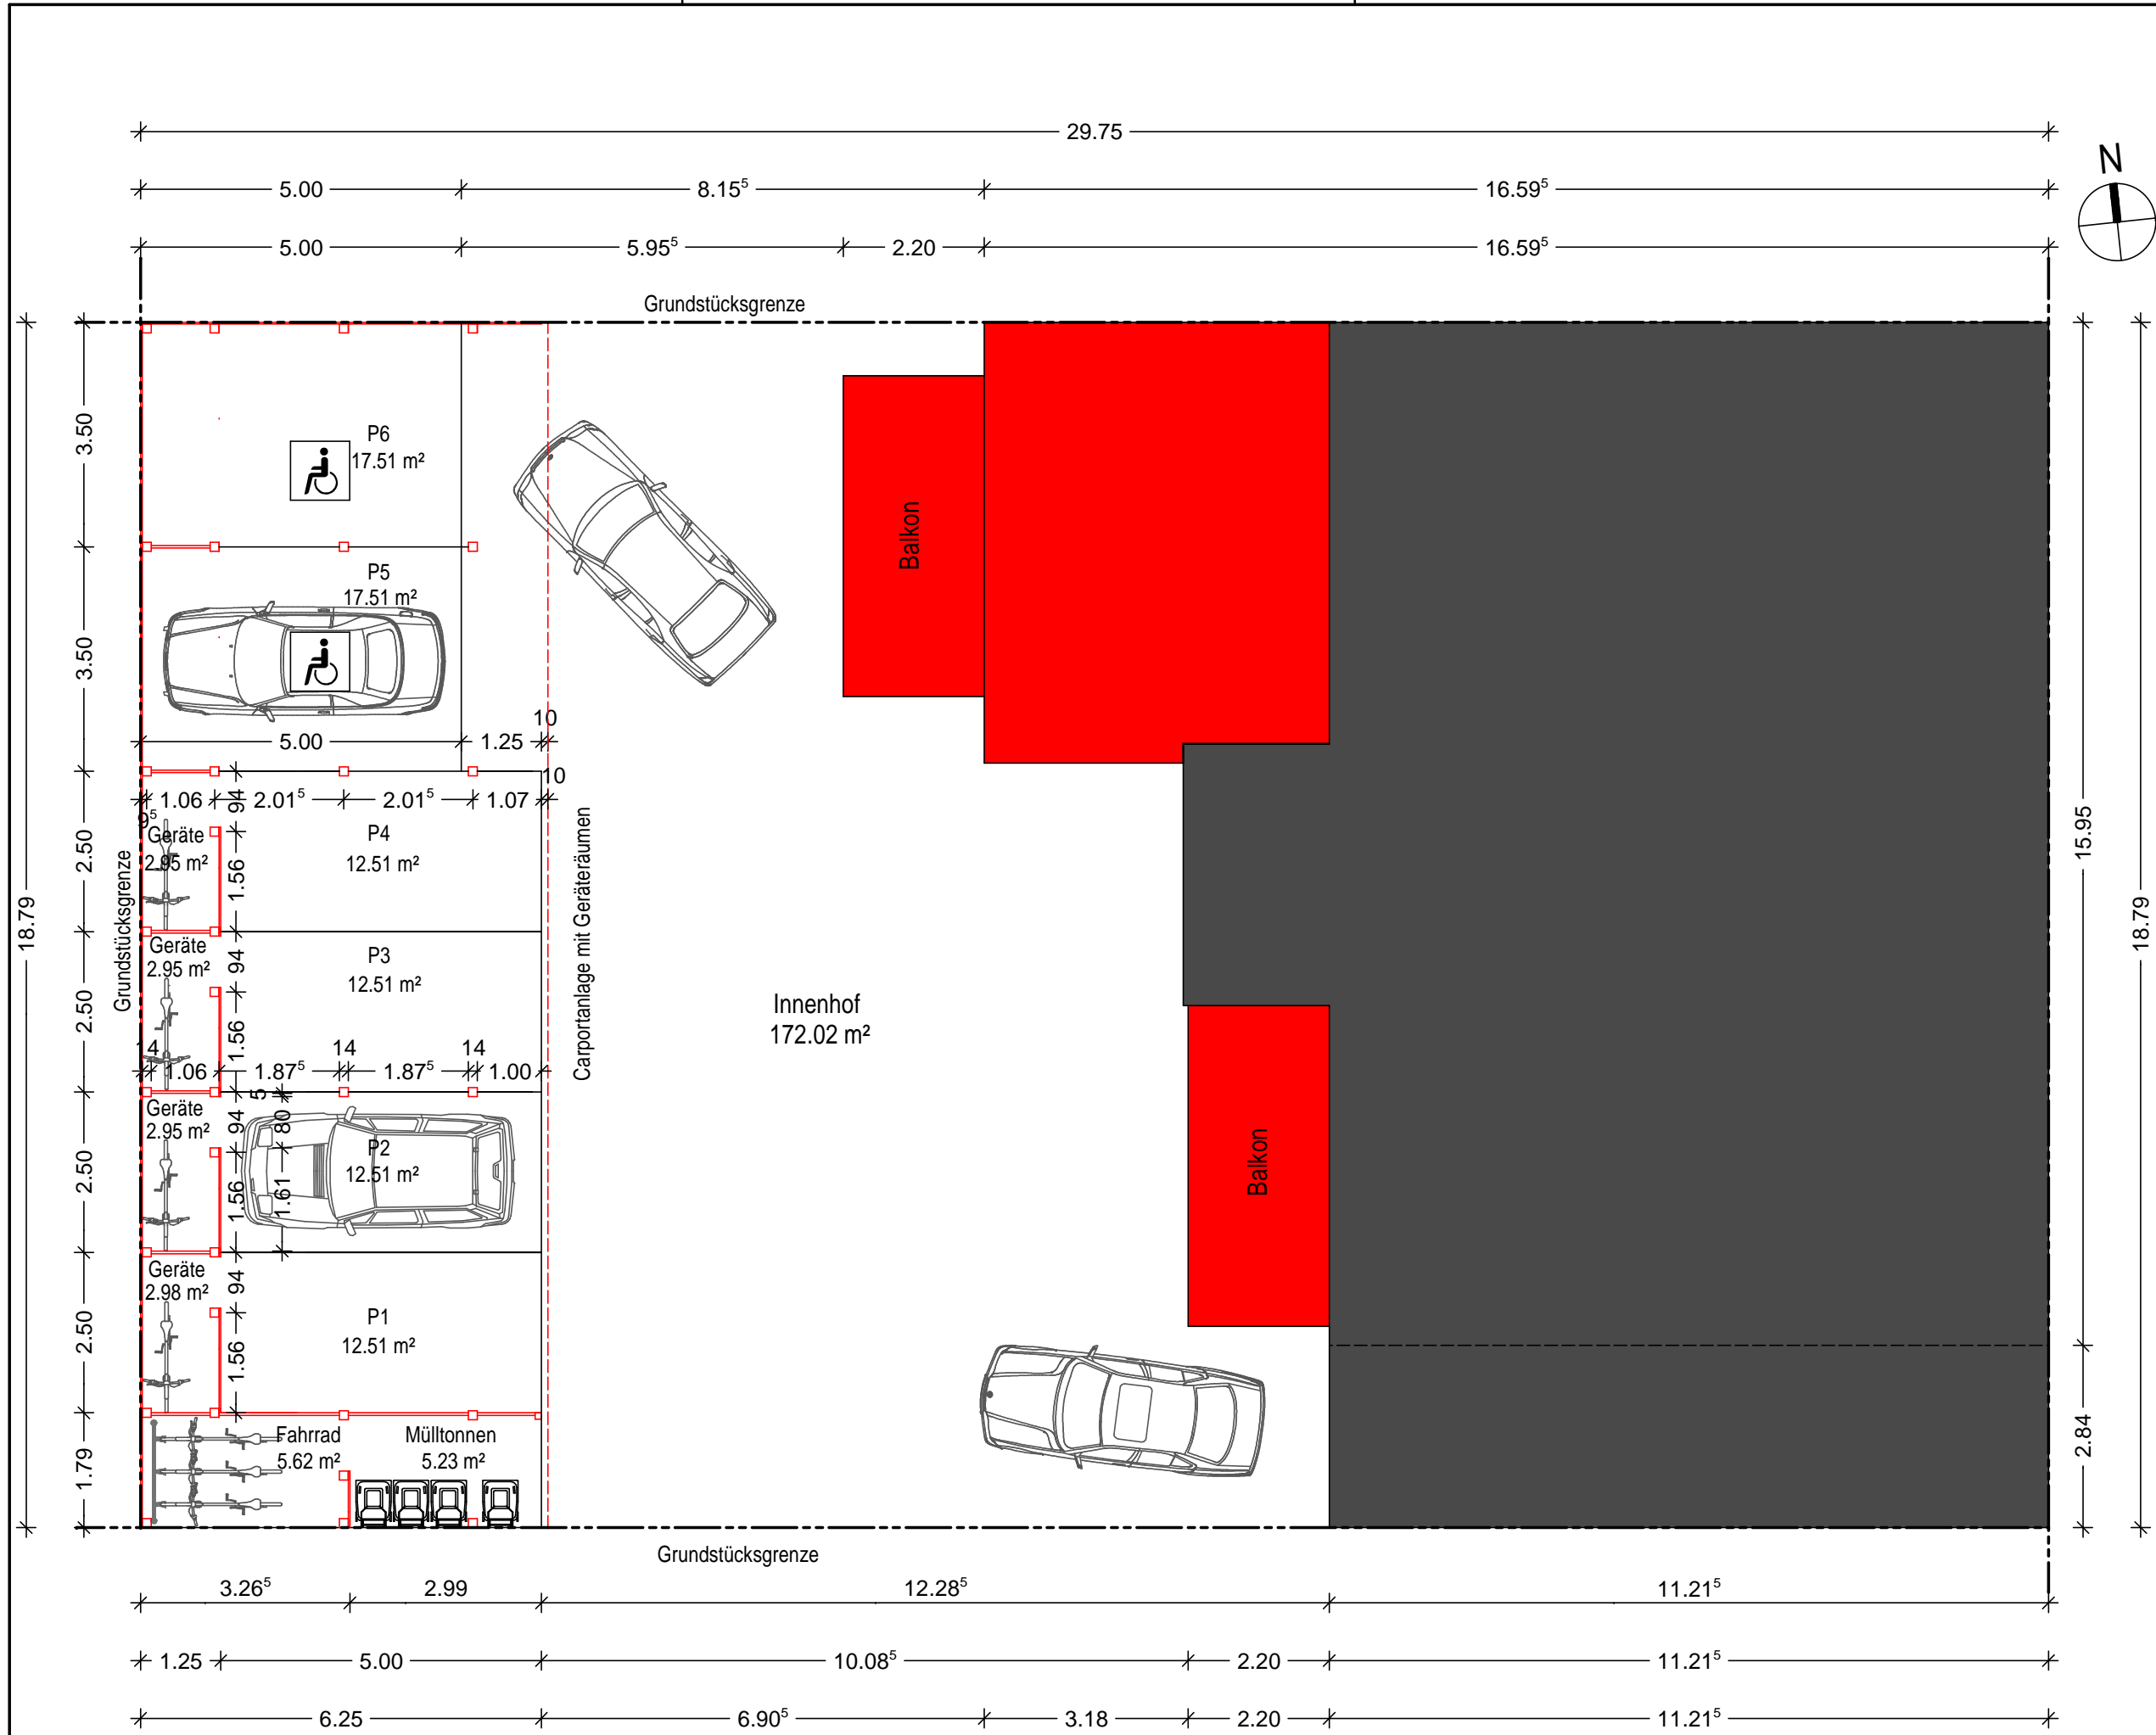 29.75
5.00 8.15⁵ 16.59⁵
N
5.00 5.95⁵ 2.20 16.59⁵
Grundstücksgrenze
3.50
P6
17.51 m²
Balkon
P5
17.51 m²
3.50
10
5.00 1.25
10
1.06 2.01⁵ 2.01⁵ 1.07
9⁵
94
Geräte
2.95 m²
P4
12.51 m²
1.56
2.50
15.95
Grundstücksgrenze
Carportanlage mit Geräteräumen
18.79
18.79
Geräte
2.95 m²
94
P3
12.51 m²
Innenhof
172.02 m²
2.50
1.56
14 14 14
1.06 1.87⁵ 1.87⁵ 1.00
5
Geräte
2.95 m²
94
80
P2
12.51 m²
Balkon
2.50
1.56
1.61
Geräte
2.98 m²
94
P1
12.51 m²
2.50
1.56
Fahrrad
5.62 m²
Mülltonnen
5.23 m²
1.79
2.84
Grundstücksgrenze
3.26⁵ 2.99 12.28⁵ 11.21⁵
1.25 5.00 10.08⁵ 2.20 11.21⁵
6.25 6.90⁵ 3.18 2.20 11.21⁵